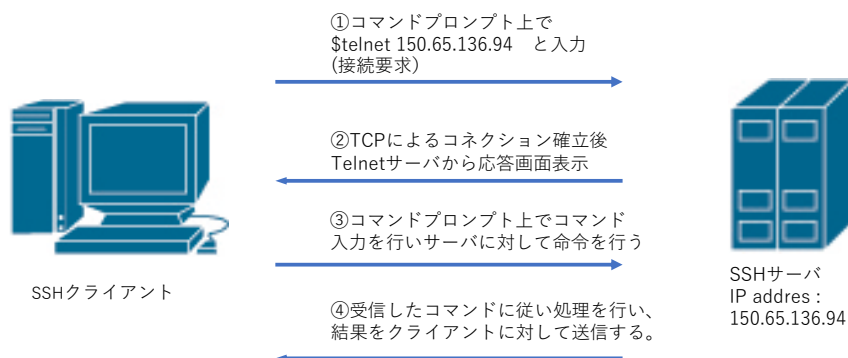 ①コマンドプロンプト上で
$telnet 150.65.136.94　と入力
(接続要求)
②TCPによるコネクション確立後
Telnetサーバから応答画面表示
③コマンドプロンプト上でコマンド
入力を行いサーバに対して命令を行う
SSHクライアント
SSHサーバ
IP addres :
150.65.136.94
④受信したコマンドに従い処理を行い、
結果をクライアントに対して送信する。